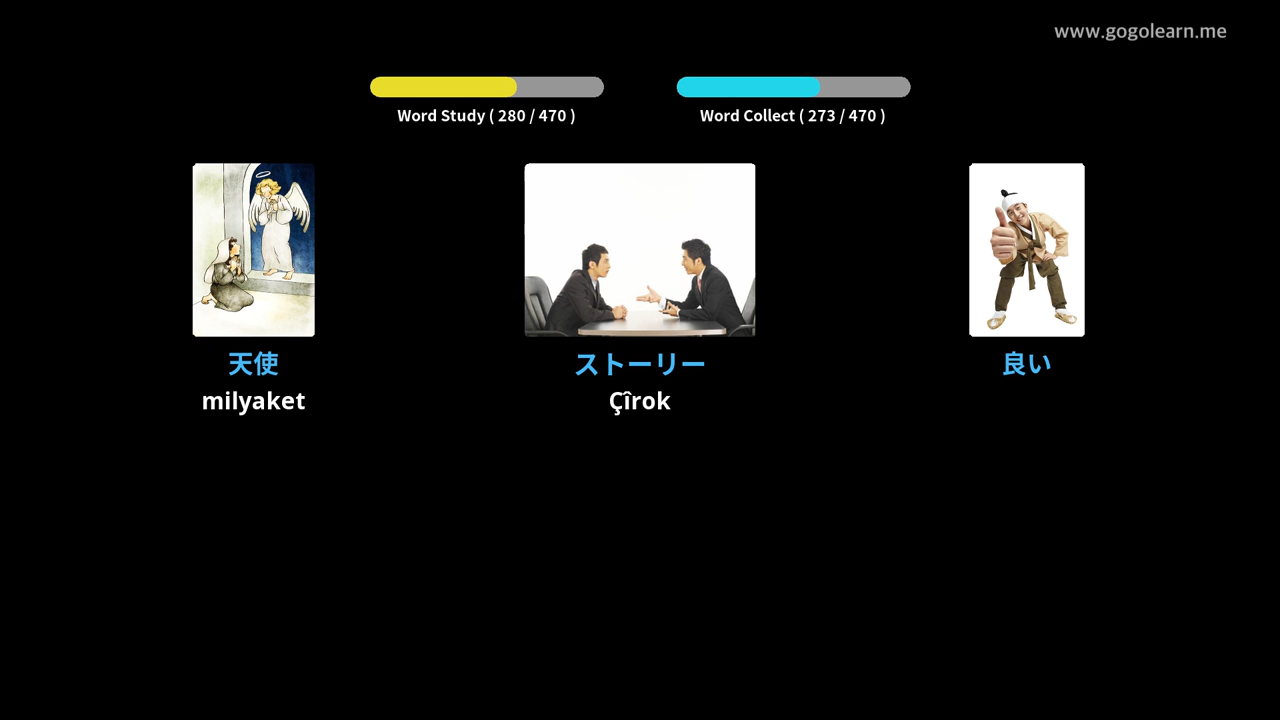 www.gogolearn.me
Word Study ( 280 / 470 )
Word Collect ( 273 / 470 )
天使
ストーリー
良い
milyaket
Çîrok